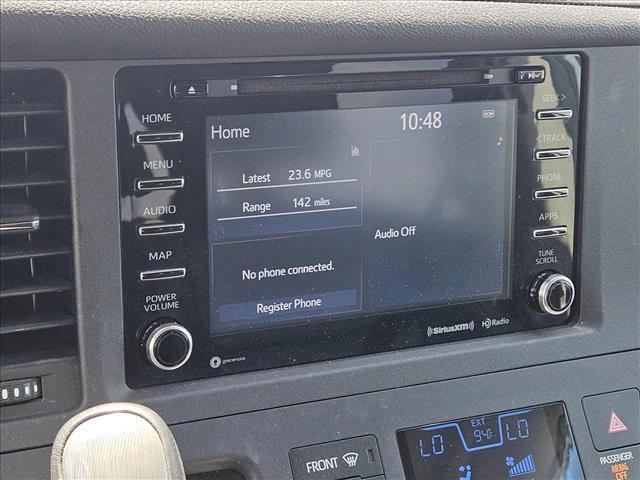 HOME
MENU
AUDIO
MAP
POWER
VOLUME
Home
10:48
Latest 23.6 MPG
Range 142 miles
No phone connected.
Register Phone
Audio Off
SEEK >
< TRACK
PHONE
APPS
TUNE
SCROLL
gracenote
((SiriusXM))
HD Radio
FRONT
EXT
LO 94°F LO
PASSENGER
AIRBAG
OFF